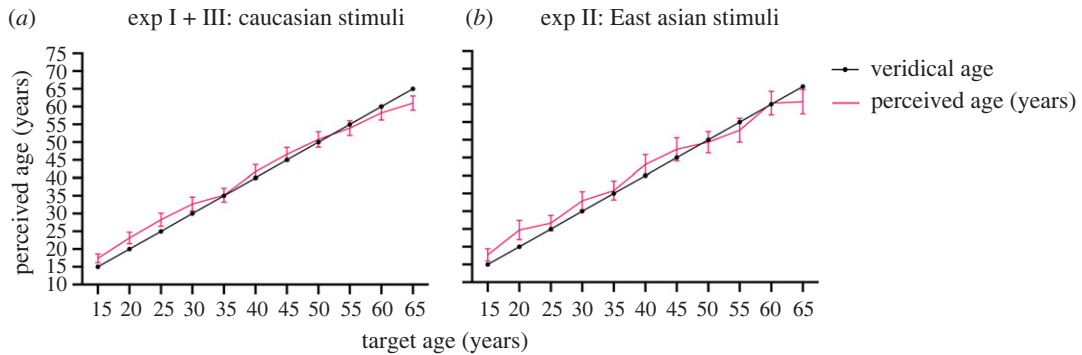 (a) exp I + III: caucasian stimuli
(b) exp II: East asian stimuli
perceived age (years)
75
70
65
60
55
50
45
40
35
30
25
20
15
10
15 20 25 30 35 40 45 50 55 60 65
15 20 25 30 35 40 45 50 55 60 65
target age (years)
veridical age
perceived age (years)